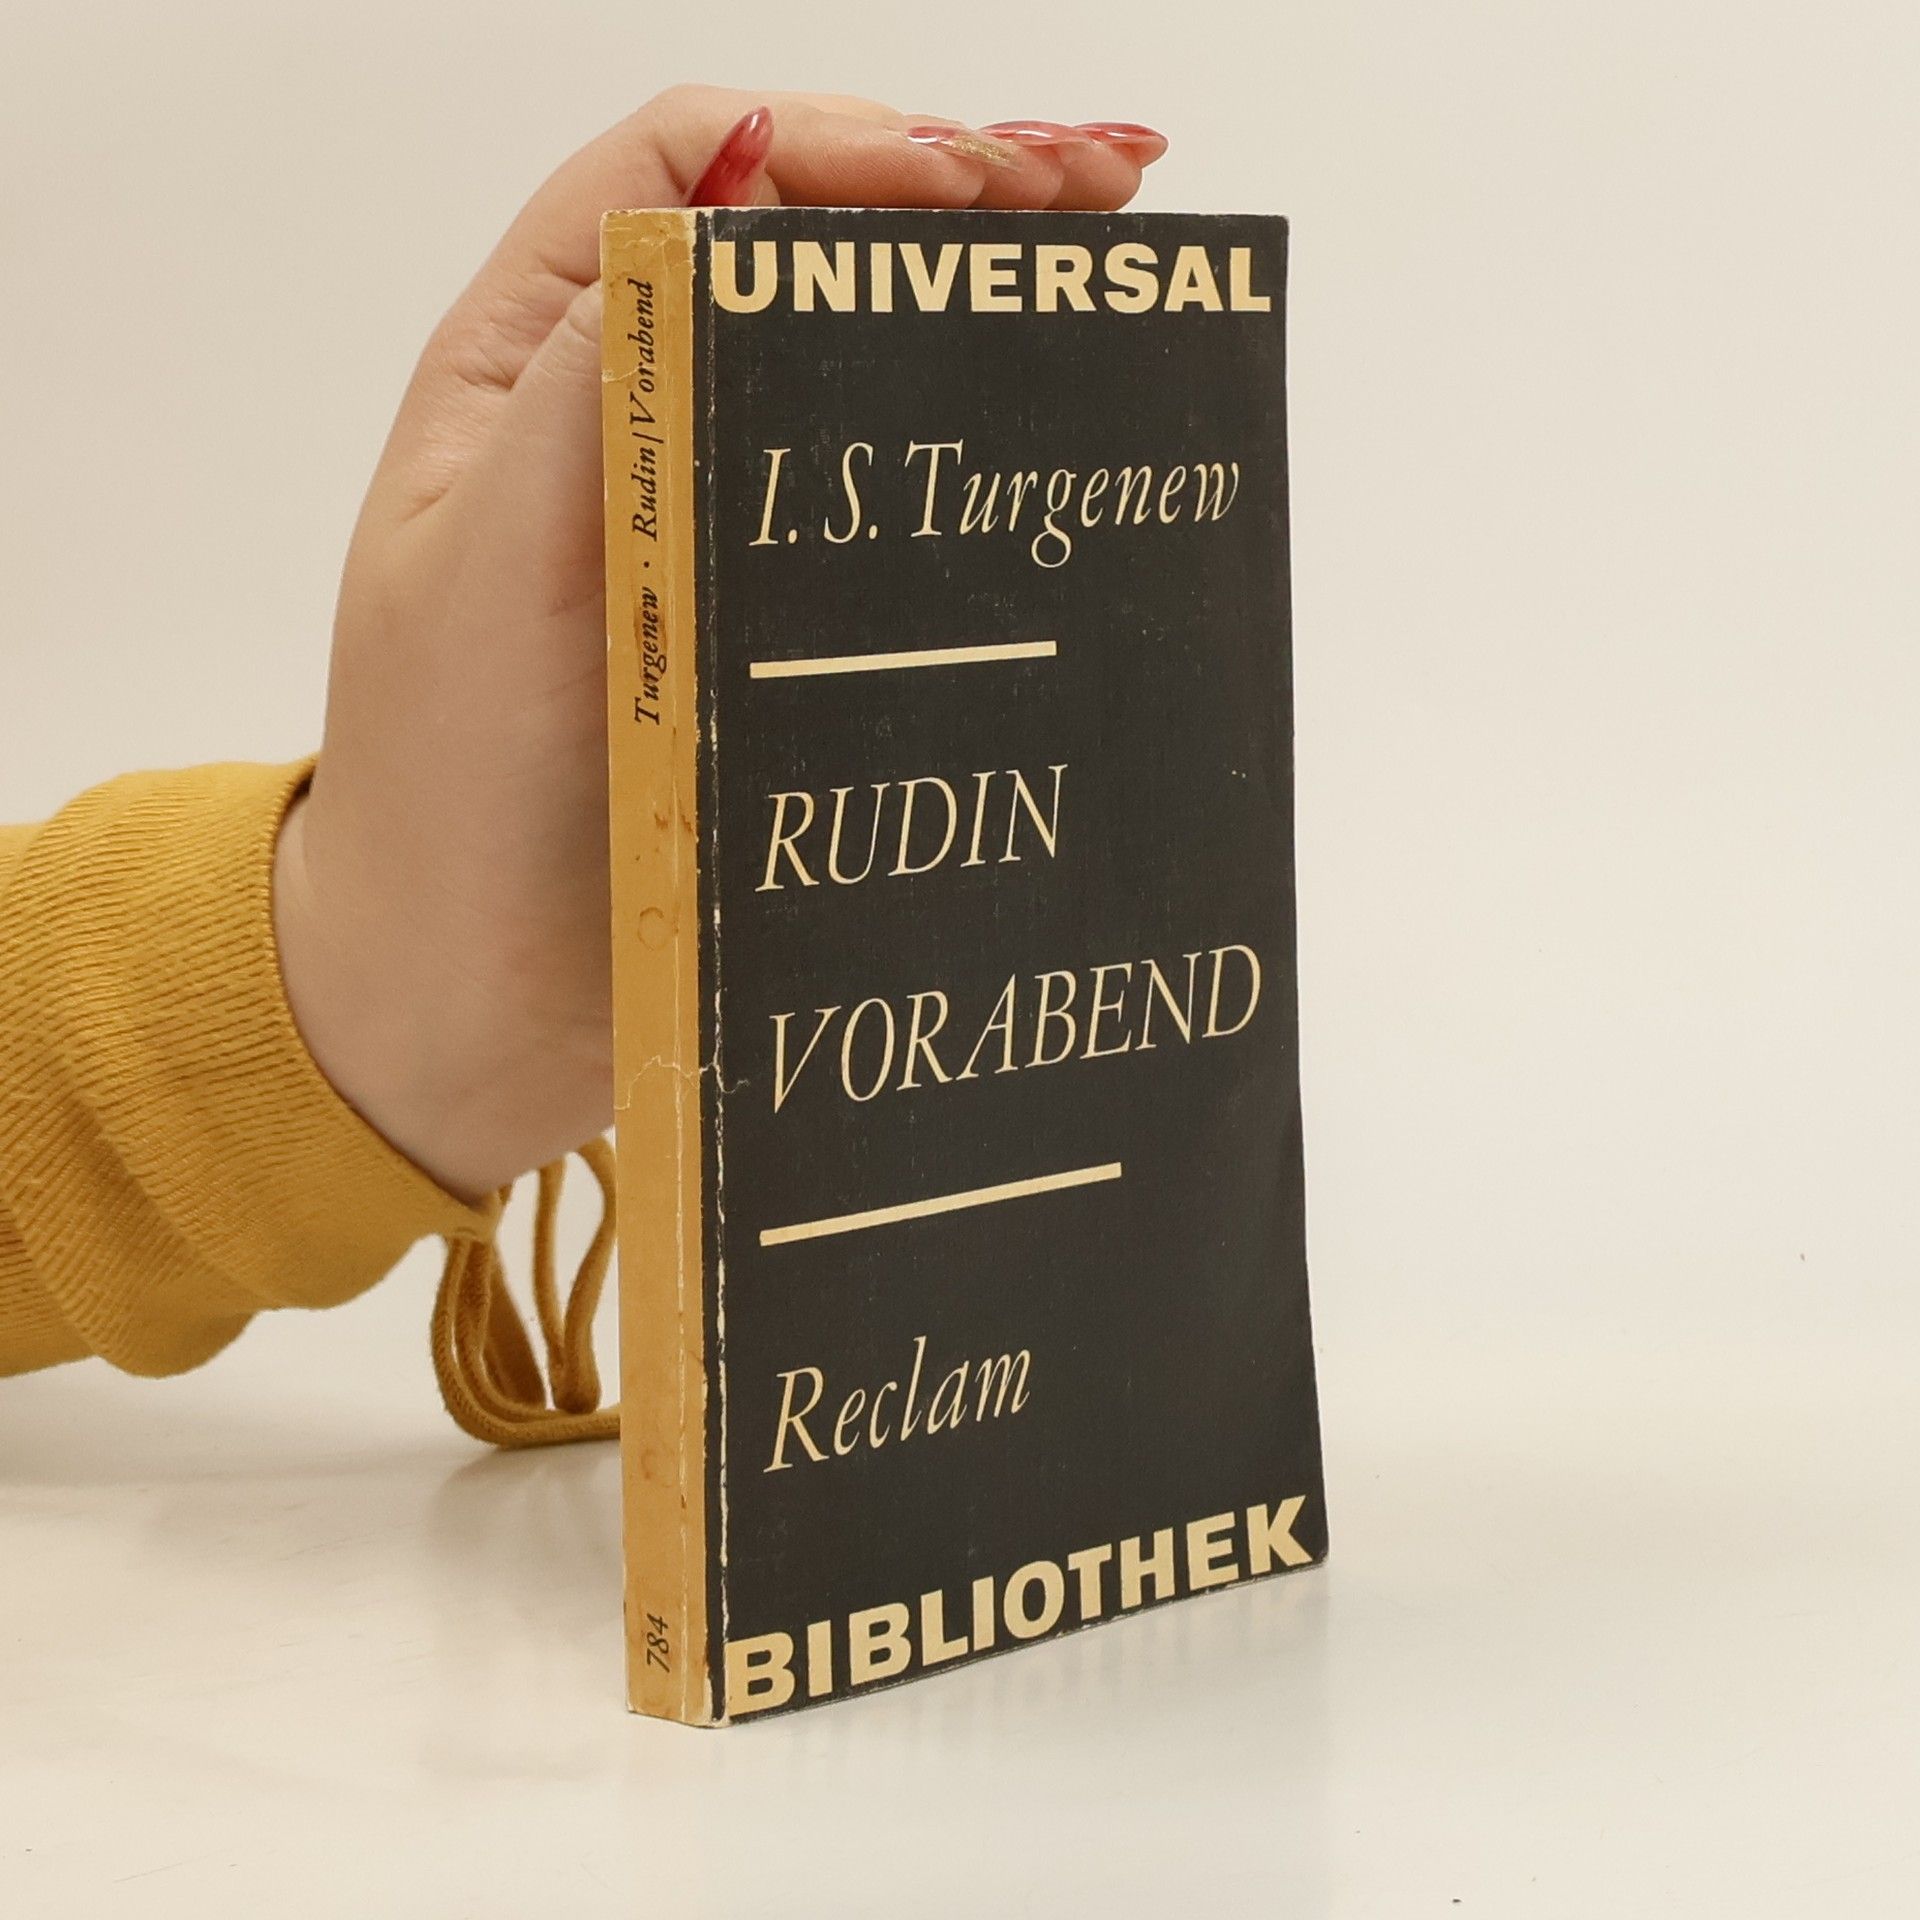 UNIVERSAL
I. S. Turgenew
RUDIN
VORABEND
Reclam
BIBLIOTHEK
Turgenew · Rudin/Vorabend
784